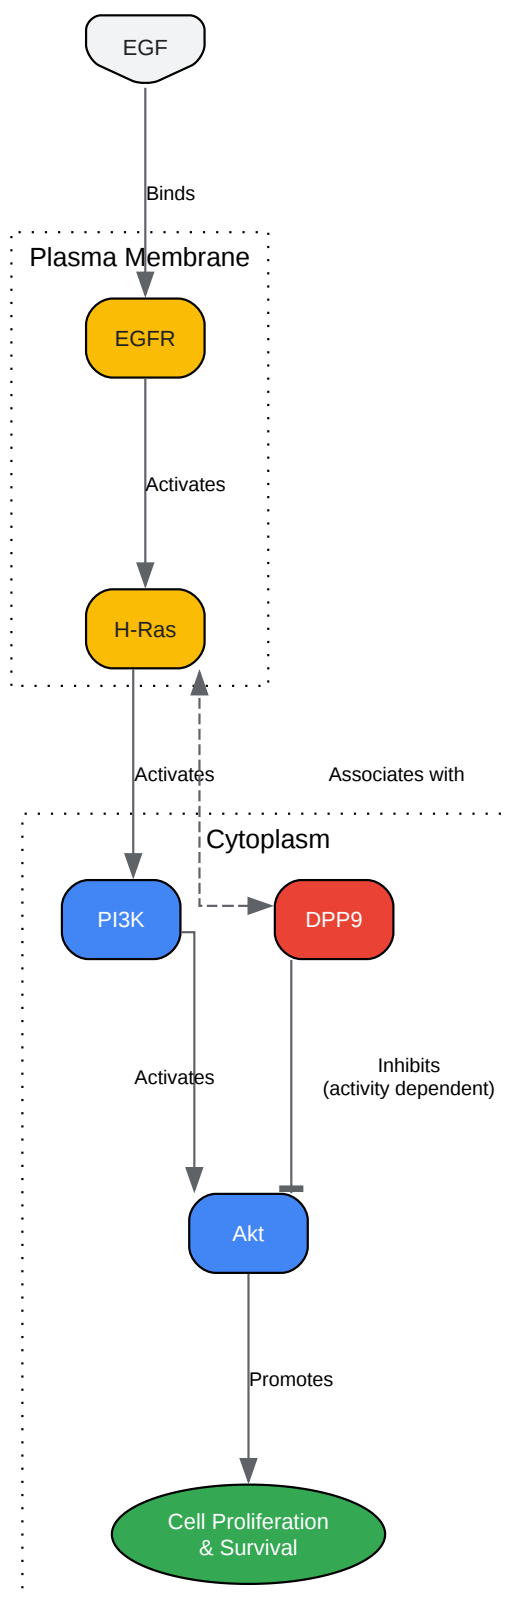 EGF
Binds
Plasma Membrane
EGFR
Activates
H-Ras
Activates
Associates with
Cytoplasm
PI3K
DPP9
Activates
Inhibits
(activity dependent)
Akt
Promotes
Cell Proliferation
& Survival